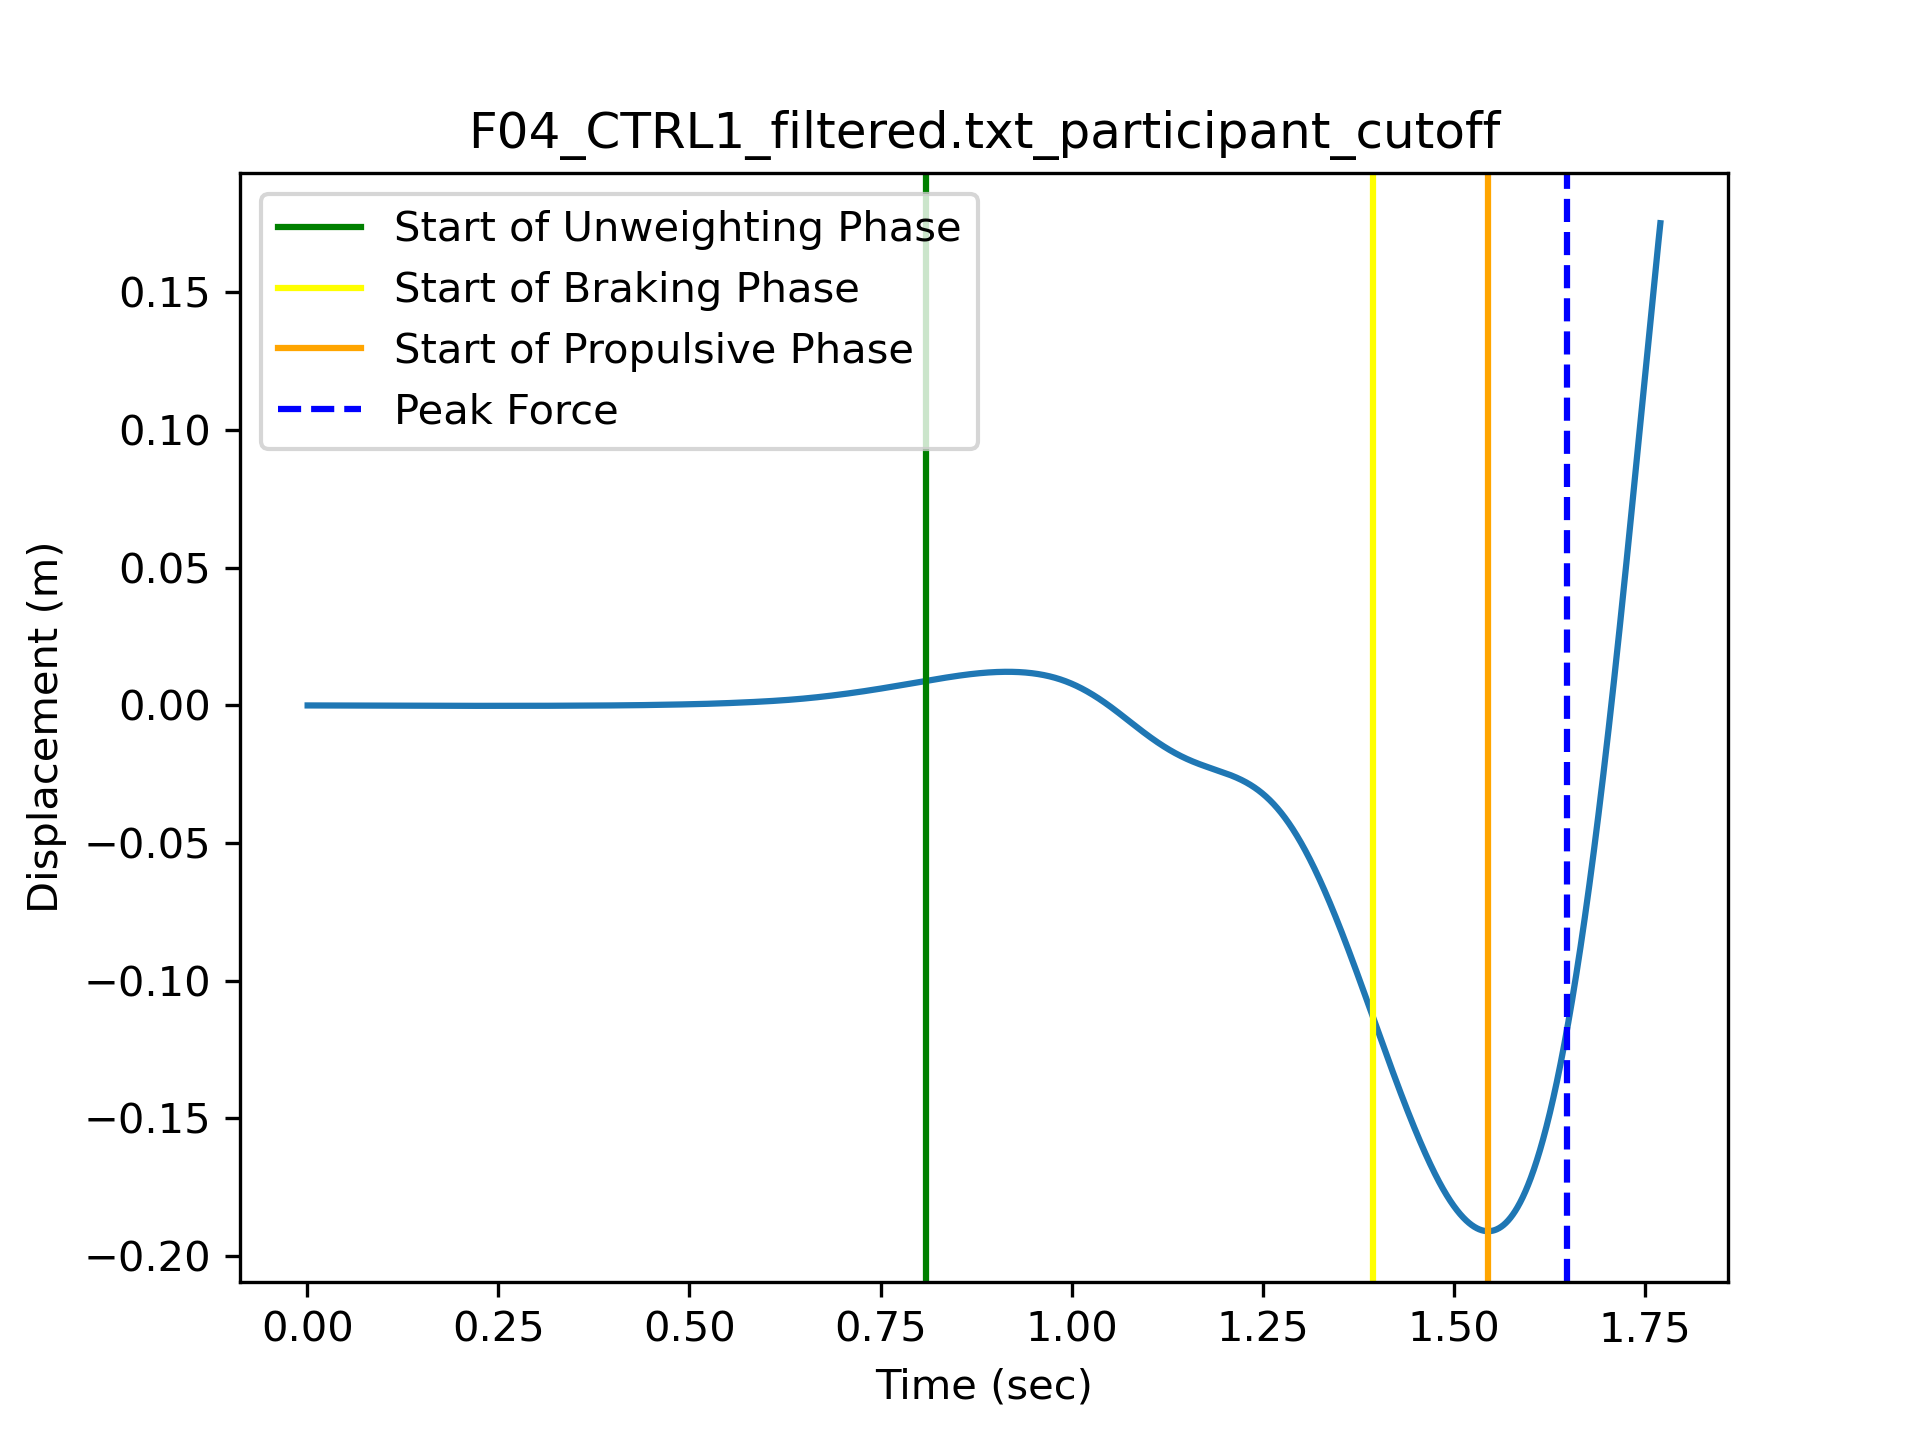 F04_CTRL1_filtered.txt_participant_cutoff
Start of Unweighting Phase
Start of Braking Phase
Start of Propulsive Phase
Peak Force
Displacement (m)
0.15
0.10
0.05
0.00
−0.05
−0.10
−0.15
−0.20
0.00 0.25 0.50 0.75 1.00 1.25 1.50 1.75
Time (sec)